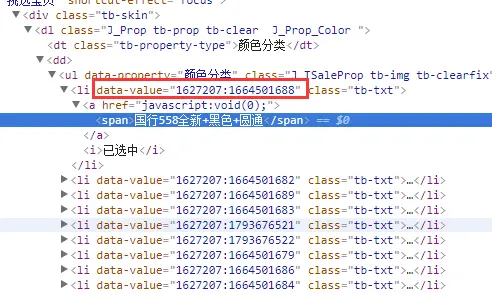 挑选宝贝" shortcut-effect="focus">
▼<div class="tb-skin">
▼<dl class="J_Prop tb-prop tb-clear  J_Prop_Color ">
<dt class="tb-property-type">颜色分类</dt>
▼<dd>
▼<ul data-property="颜色分类" class="J_TSaleProp tb-img tb-clearfix"
▼<li data-value="1627207:1664501688" class="tb-txt">
▼<a href="javascript:void(0);">
<span>国行558全新+黑色+圆通</span> == $0
</a>
<i>已选中</i>
</li>
▶<li data-value="1627207:1664501682" class="tb-txt">…</li>
▶<li data-value="1627207:1664501689" class="tb-txt">…</li>
▶<li data-value="1627207:1664501683" class="tb-txt">…</li>
▶<li data-value="1627207:1793676521" class="tb-txt">…</li>
▶<li data-value="1627207:1793676522" class="tb-txt">…</li>
▶<li data-value="1627207:1664501679" class="tb-txt">…</li>
▶<li data-value="1627207:1664501686" class="tb-txt">…</li>
▶<li data-value="1627207:1664501684" class="tb-txt">…</li>